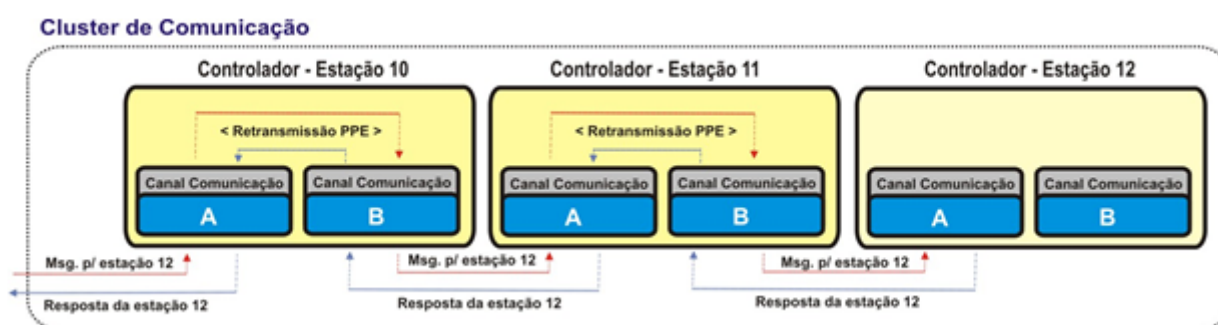 Cluster de Comunicação
Controlador - Estação 10
Controlador - Estação 11
Controlador - Estação 12
< Retransmissão PPE >
< Retransmissão PPE >
Canal Comunicação
Canal Comunicação
Canal Comunicação
Canal Comunicação
Canal Comunicação
Canal Comunicação
A
B
A
B
A
B
Msg. p/ estação 12
Msg. p/ estação 12
Msg. p/ estação 12
Resposta da estação 12
Resposta da estação 12
Resposta da estação 12